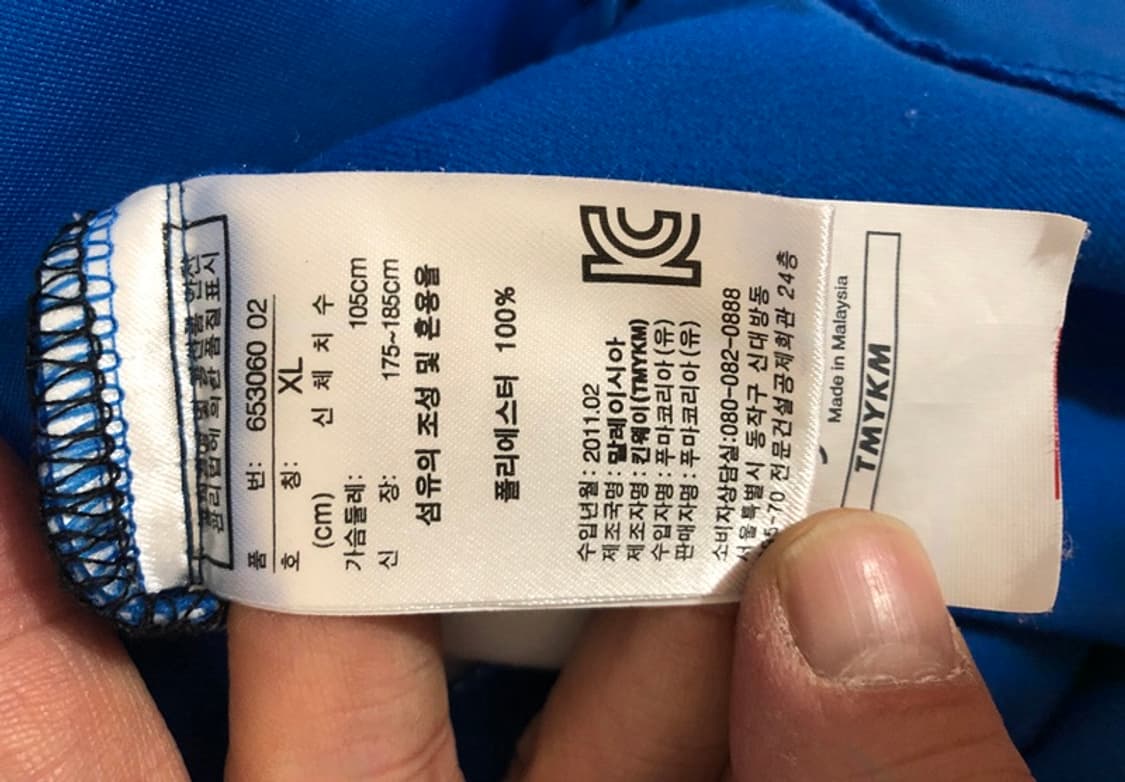 품질표시
품 번: 653060 02
호 칭: XL
(cm) 신 체 치 수
가슴둘레: 105cm
신 장: 175~185cm
섬유의 조성 및 혼용율
폴리에스터 100%
KC
수입년월: 2011.02
제조국명: 말레이시아
제조자명: 킨웨이(TMYKM)
수입자명: 푸마코리아(유)
판매자명: 푸마코리아(유)
소비자상담실:080-082-0888
서울특별시 동작구 신대방동
70 전문건설공제회관 24층
Made in Malaysia
TMYKM